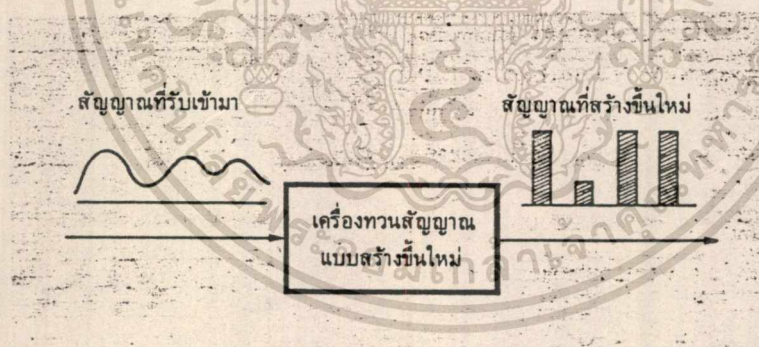 สัญญาณที่รับเข้ามา
สัญญาณที่สร้างขึ้นใหม่
เครื่องทวนสัญญาณ
แบบสร้างขึ้นใหม่